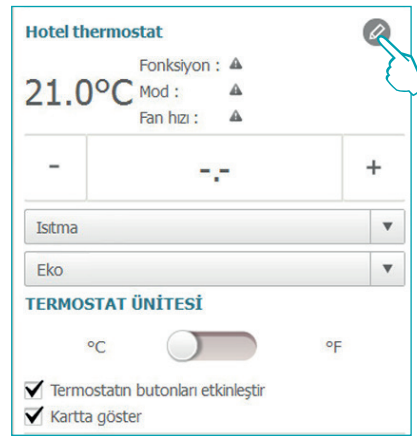 Hotel thermostat
21.0°C
Fonksiyon :
Mod :
Fan hızı :
- -.- +
Isıtma
Eko
TERMOSTAT ÜNİTESİ
°C °F
Termostatın butonları etkinleştir
Kartta göster